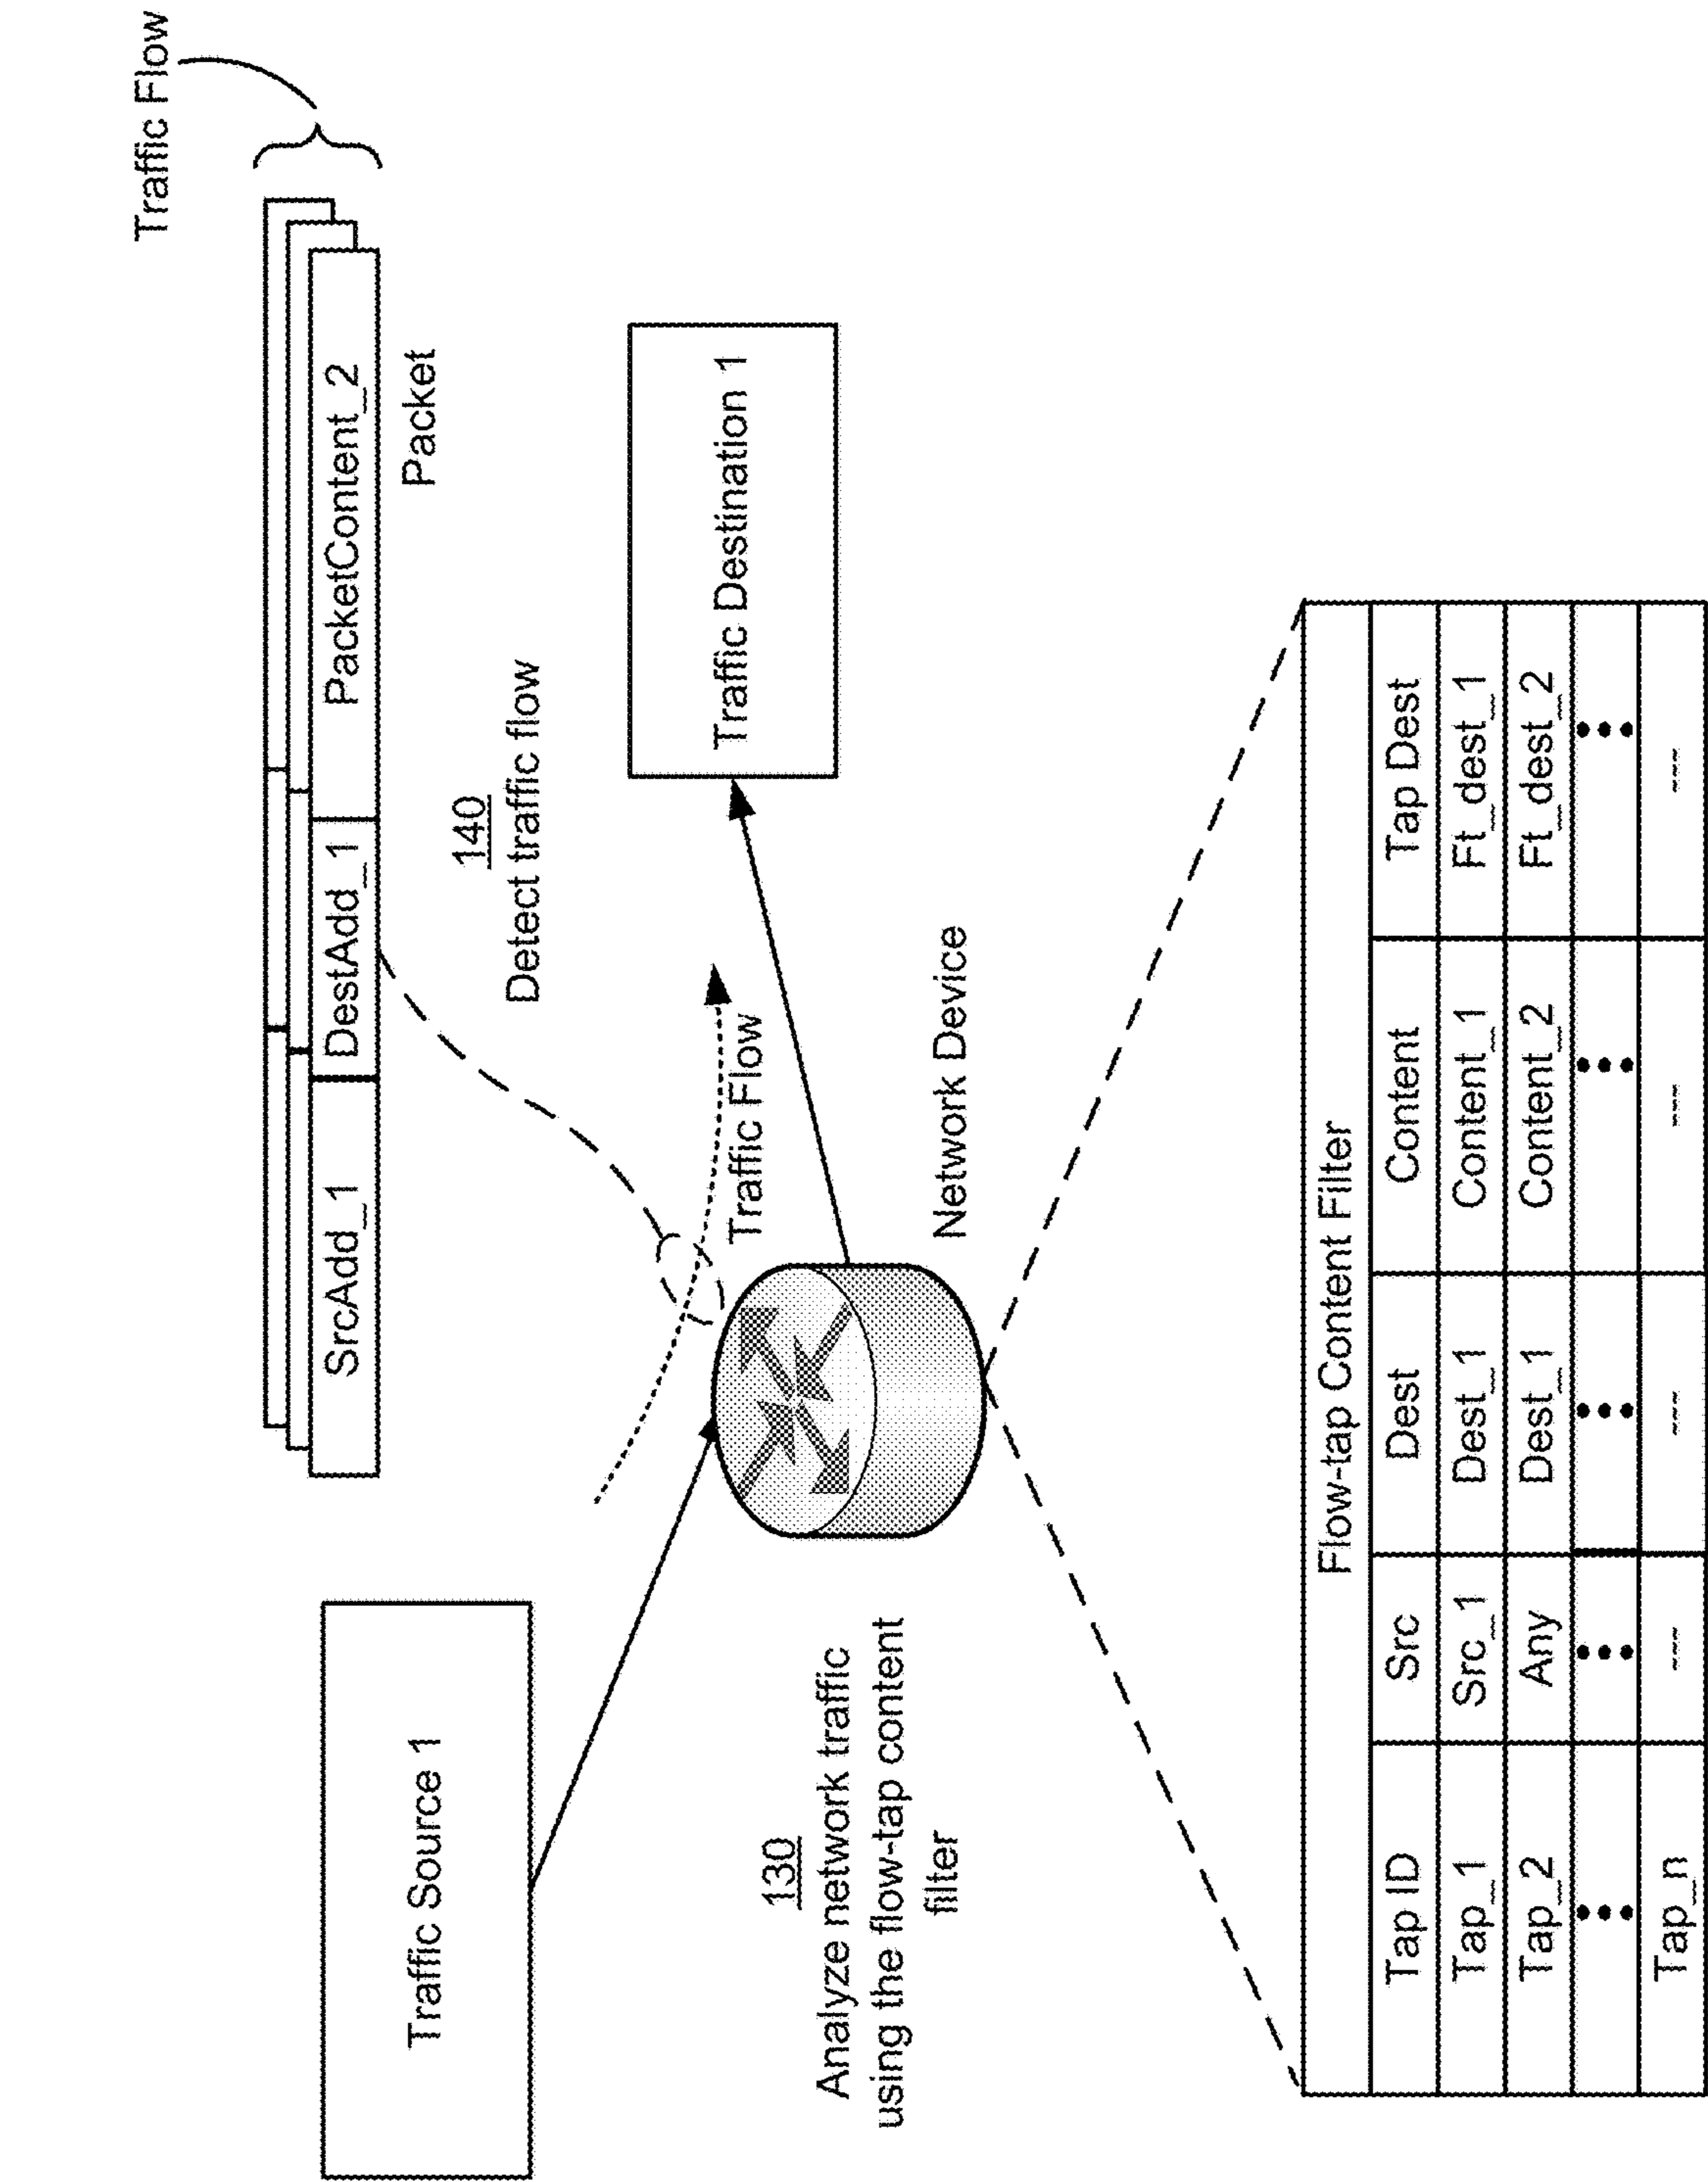 Traffic Flow
SrcAdd_1 DestAdd_1 PacketContent_2
Packet
Traffic Source 1
140
Detect traffic flow
Traffic Destination 1
Traffic Flow
130
Analyze network traffic
using the flow-tap content
filter
Network Device
Flow-tap Content Filter
Tap ID Src Dest Content Tap Dest
Tap_1 Src_1 Dest_1 Content_1 Ft_dest_1
Tap_2 Any Dest_1 Content_2 Ft_dest_2
••• ••• ••• ••• •••
Tap_n --- --- --- ---